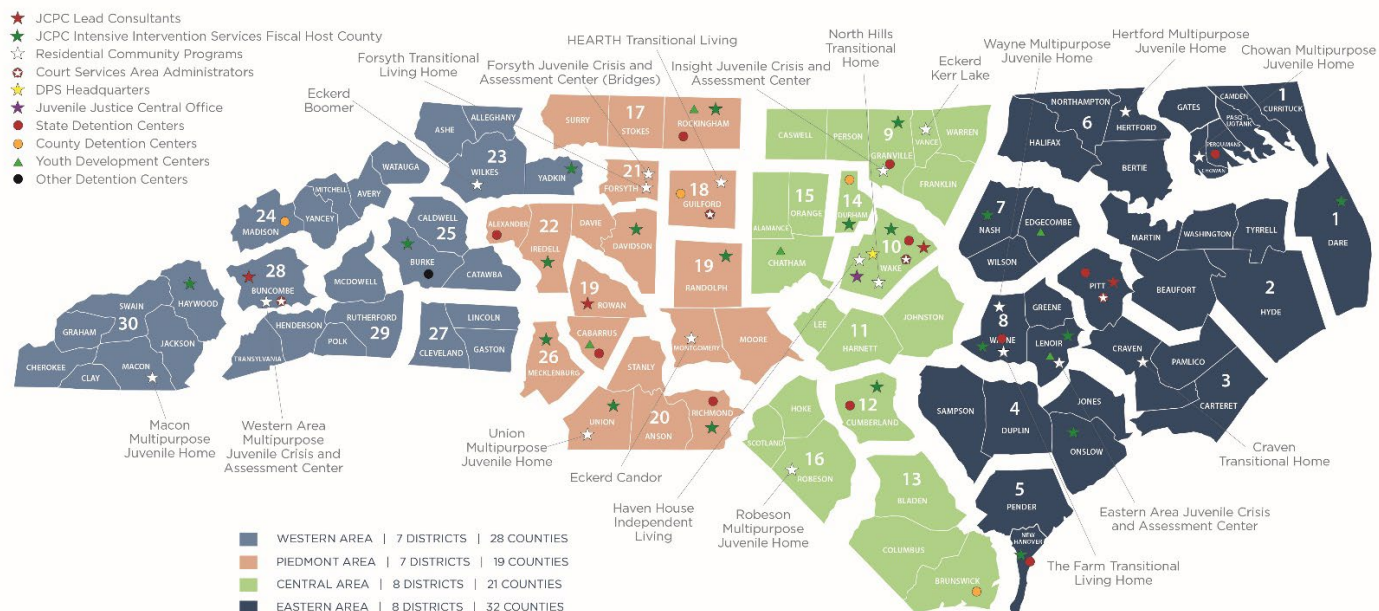 JCPC Lead Consultants
JCPC Intensive Intervention Services Fiscal Host County
Residential Community Programs
Court Services Area Administrators
DPS Headquarters
Juvenile Justice Central Office
State Detention Centers
County Detention Centers
Youth Development Centers
Other Detention Centers
HEARTH Transitional Living
Forsyth Transitional
Living Home
Forsyth Juvenile Crisis and
Assessment Center (Bridges)
Insight Juvenile Crisis and
Assessment Center
North Hills
Transitional
Home
Eckerd
Kerr Lake
Wayne Multipurpose
Juvenile Home
Hertford Multipurpose
Juvenile Home
Chowan Multipurpose
Juvenile Home
Eckerd
Boomer
ASHE
ALLEGHANY
23
WILKES
YADKIN
WATAUGA
AVERY
MITCHELL
YANCEY
24
MADISON
CALDWELL
25
BURKE
CATAWBA
28
BUNCOMBE
MCDOWELL
RUTHERFORD
29
HENDERSON
POLK
TRANSYLVANIA
27
CLEVELAND
LINCOLN
GASTON
HAYWOOD
SWAIN
30
GRAHAM
JACKSON
CHEROKEE
CLAY
MACON
SURRY
17
STOKES
ROCKINGHAM
21
FORSYTH
18
GUILFORD
ALEXANDER
22
IREDELL
DAVIE
DAVIDSON
19
RANDOLPH
19
ROWAN
CABARRUS
26
MECKLENBURG
STANLY
MONTGOMERY
MOORE
UNION
20
ANSON
RICHMOND
CASWELL
PERSON
9
GRANVILLE
VANCE
WARREN
FRANKLIN
15
ORANGE
ALAMANCE
CHATHAM
14
DURHAM
10
WAKE
LEE
11
HARNETT
JOHNSTON
HOKE
SCOTLAND
16
ROBESON
12
CUMBERLAND
13
BLADEN
COLUMBUS
BRUNSWICK
NORTHAMPTON
6
HALIFAX
HERTFORD
BERTIE
GATES
CAMDEN
1
CURRITUCK
PASQ
UOTANK
PERQUIMANS
CHOWAN
1
DARE
7
NASH
EDGECOMBE
WILSON
MARTIN
WASHINGTON
TYRRELL
BEAUFORT
2
HYDE
PITT
GREENE
8
WAYNE
LENOIR
CRAVEN
PAMLICO
3
CARTERET
JONES
ONSLOW
SAMPSON
4
DUPLIN
5
PENDER
NEW
HANOVER
Macon
Multipurpose
Juvenile Home
Western Area
Multipurpose
Juvenile Crisis and
Assessment Center
Union
Multipurpose
Juvenile Home
Eckerd Candor
Haven House
Independent
Living
Robeson
Multipurpose
Juvenile Home
Craven
Transitional Home
Eastern Area Juvenile Crisis
and Assessment Center
The Farm Transitional
Living Home
WESTERN AREA | 7 DISTRICTS | 28 COUNTIES
PIEDMONT AREA | 7 DISTRICTS | 19 COUNTIES
CENTRAL AREA | 8 DISTRICTS | 21 COUNTIES
EASTERN AREA | 8 DISTRICTS | 32 COUNTIES